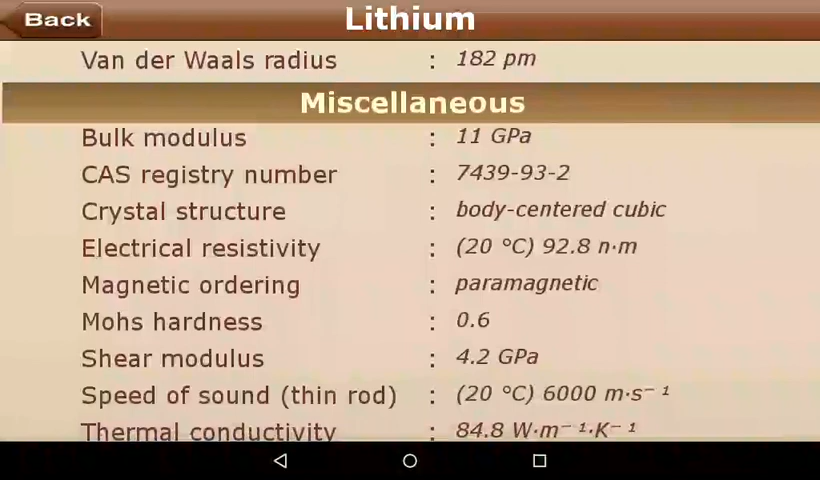 Back
Lithium
Van der Waals radius : 182 pm
Miscellaneous
Bulk modulus : 11 GPa
CAS registry number : 7439-93-2
Crystal structure : body-centered cubic
Electrical resistivity : (20 °C) 92.8 n·m
Magnetic ordering : paramagnetic
Mohs hardness : 0.6
Shear modulus : 4.2 GPa
Speed of sound (thin rod) : (20 °C) 6000 m·s⁻ ¹
Thermal conductivity : 84.8 W·m⁻ ¹·K⁻ ¹